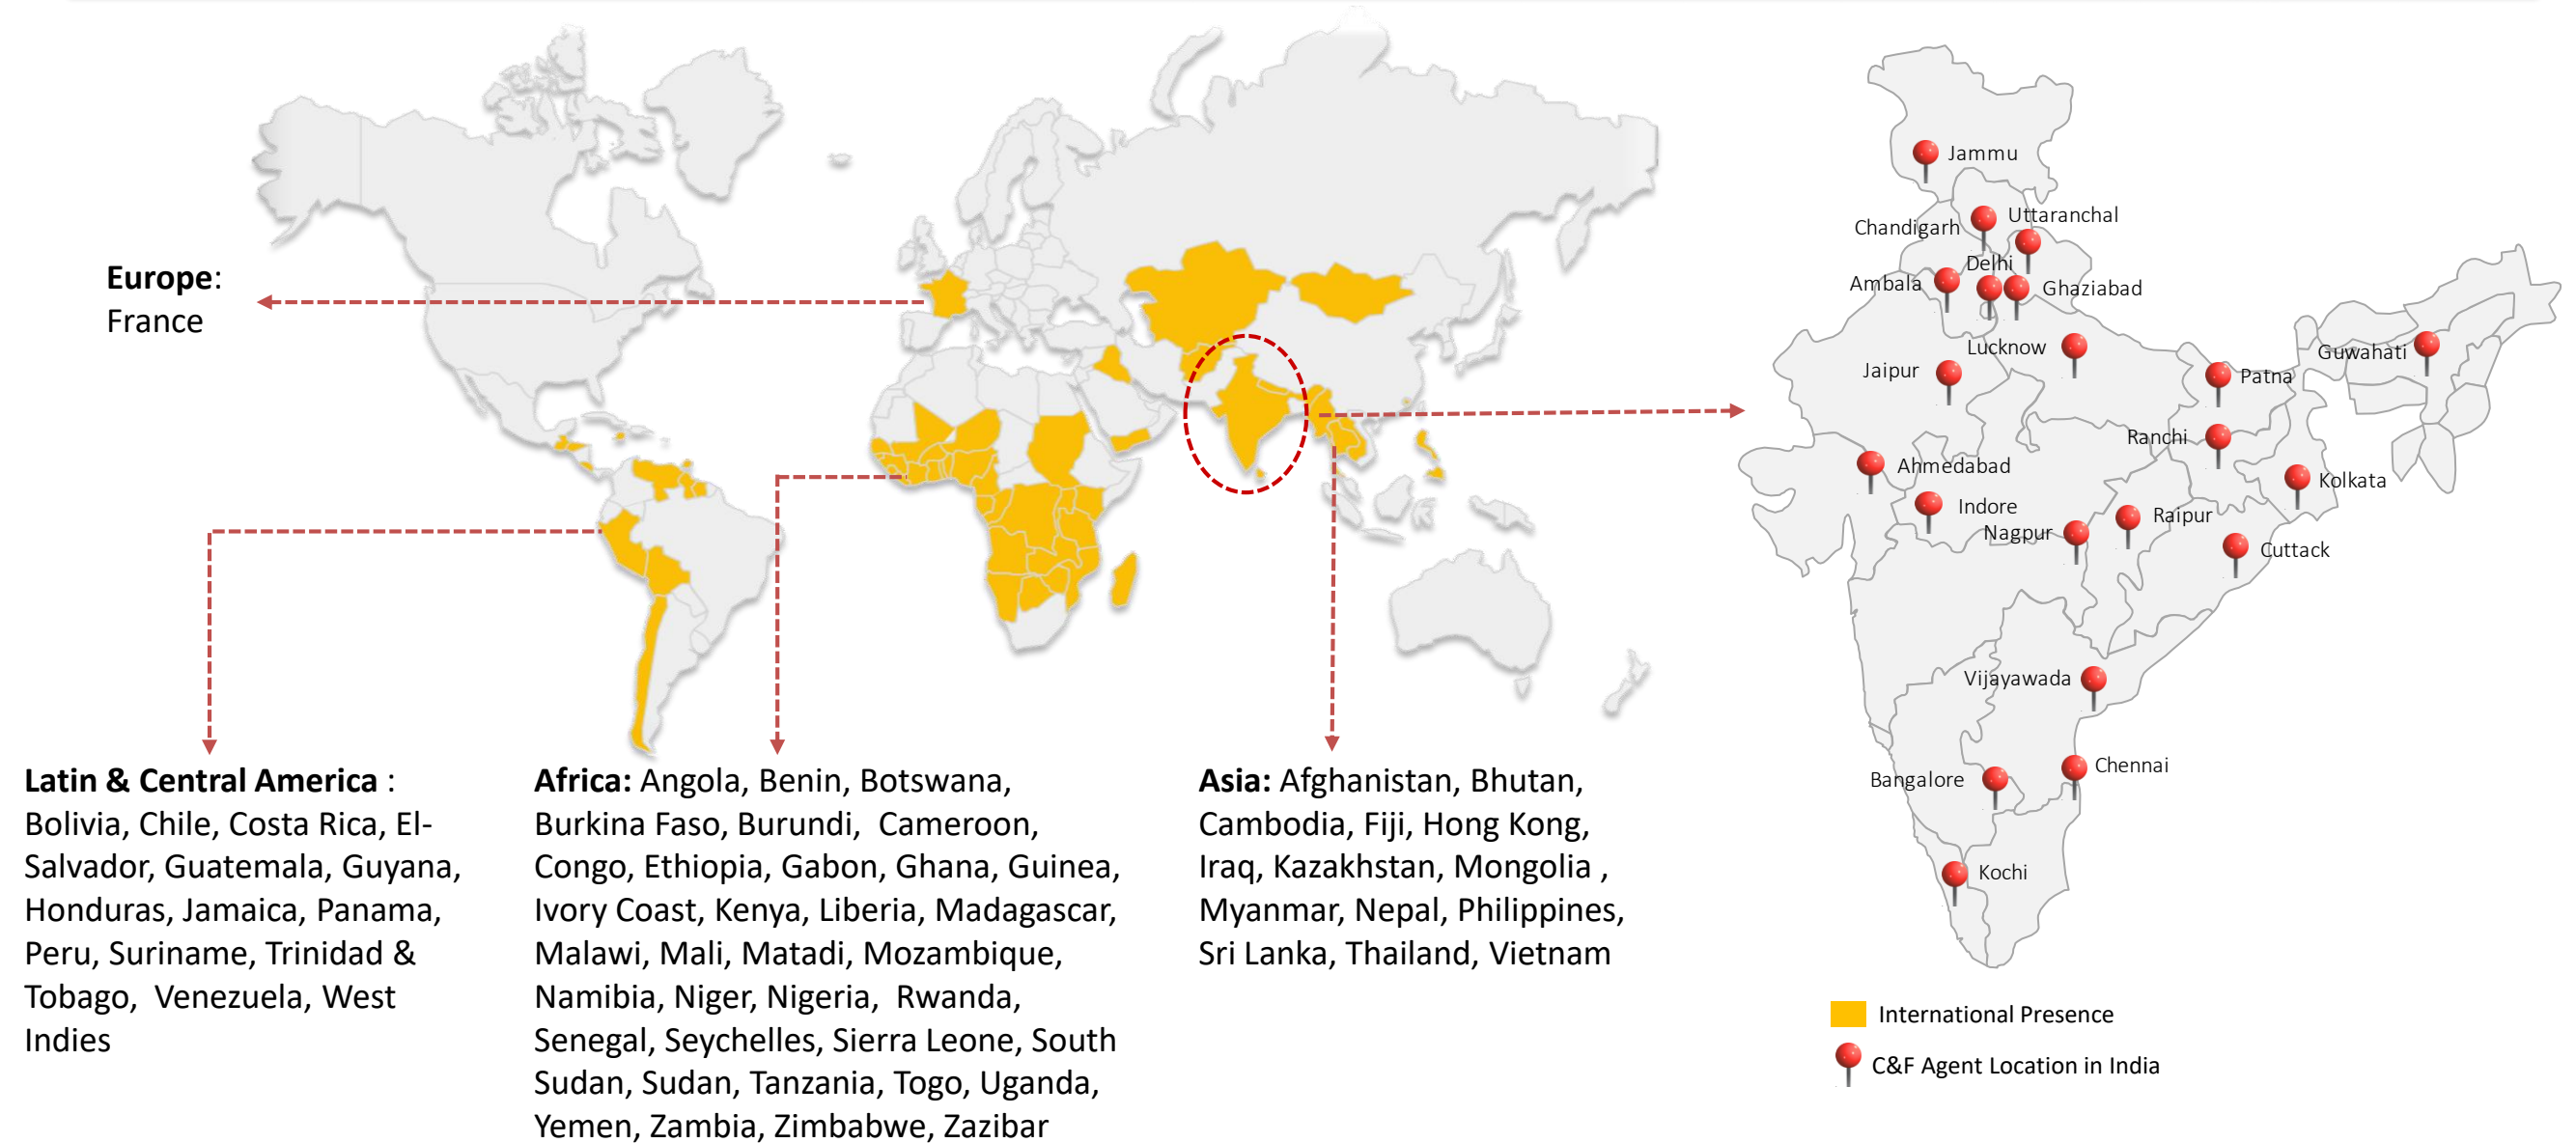 Europe:
France
Latin & Central America :
Bolivia, Chile, Costa Rica, El-
Salvador, Guatemala, Guyana,
Honduras, Jamaica, Panama,
Peru, Suriname, Trinidad &
Tobago, Venezuela, West
Indies
Africa: Angola, Benin, Botswana,
Burkina Faso, Burundi, Cameroon,
Congo, Ethiopia, Gabon, Ghana, Guinea,
Ivory Coast, Kenya, Liberia, Madagascar,
Malawi, Mali, Matadi, Mozambique,
Namibia, Niger, Nigeria, Rwanda,
Senegal, Seychelles, Sierra Leone, South
Sudan, Sudan, Tanzania, Togo, Uganda,
Yemen, Zambia, Zimbabwe, Zazibar
Asia: Afghanistan, Bhutan,
Cambodia, Fiji, Hong Kong,
Iraq, Kazakhstan, Mongolia ,
Myanmar, Nepal, Philippines,
Sri Lanka, Thailand, Vietnam
Jammu
Uttaranchal
Chandigarh
Delhi
Ambala
Ghaziabad
Lucknow
Guwahati
Jaipur
Patna
Ranchi
Ahmedabad
Kolkata
Indore
Raipur
Nagpur
Cuttack
Vijayawada
Chennai
Bangalore
Kochi
International Presence
C&F Agent Location in India